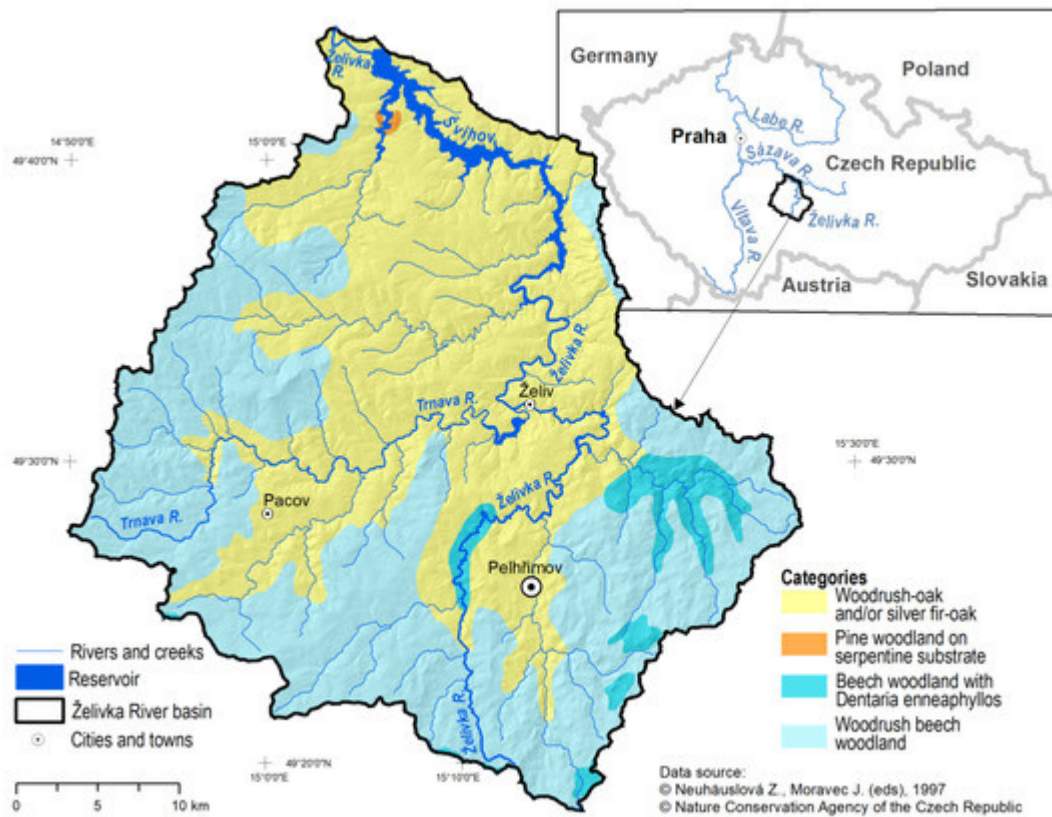 Germany
Poland
Labe R.
Praha
Sázava R.
Czech Republic
Vltava R.
Želivka R.
Austria
Slovakia
Želivka
R.
Švihov
14°50'0"E
15°0'0"E
49°40'0"N
Želivka R.
Želiv
Trnava R.
15°30'0"E
49°30'0"N
49°30'0"N
Želivka R.
Pacov
Trnava R.
Pelhřimov
Želivka R.
Categories
Woodrush-oak
and/or silver fir-oak
Pine woodland on
serpentine substrate
Beech woodland with
Dentaria enneaphyllos
Woodrush beech
woodland
Rivers and creeks
Reservoir
Želivka River basin
Cities and towns
49°20'0"N
15°0'0"E
15°10'0"E
0 5 10 km
Data source:
© Neuhäuslová Z., Moravec J. (eds), 1997
© Nature Conservation Agency of the Czech Republic